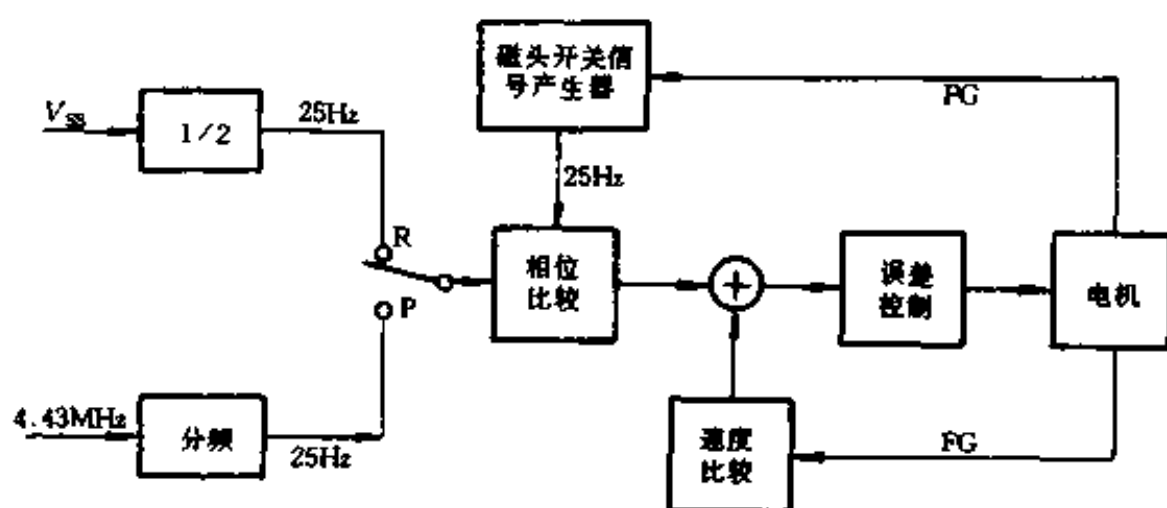 磁头开关信
号产生器
PG
V_SS
1/2
25Hz
25Hz
R
相位
比较
+
误差
控制
电机
P
4.43MHz
分频
25Hz
速度
比较
FG